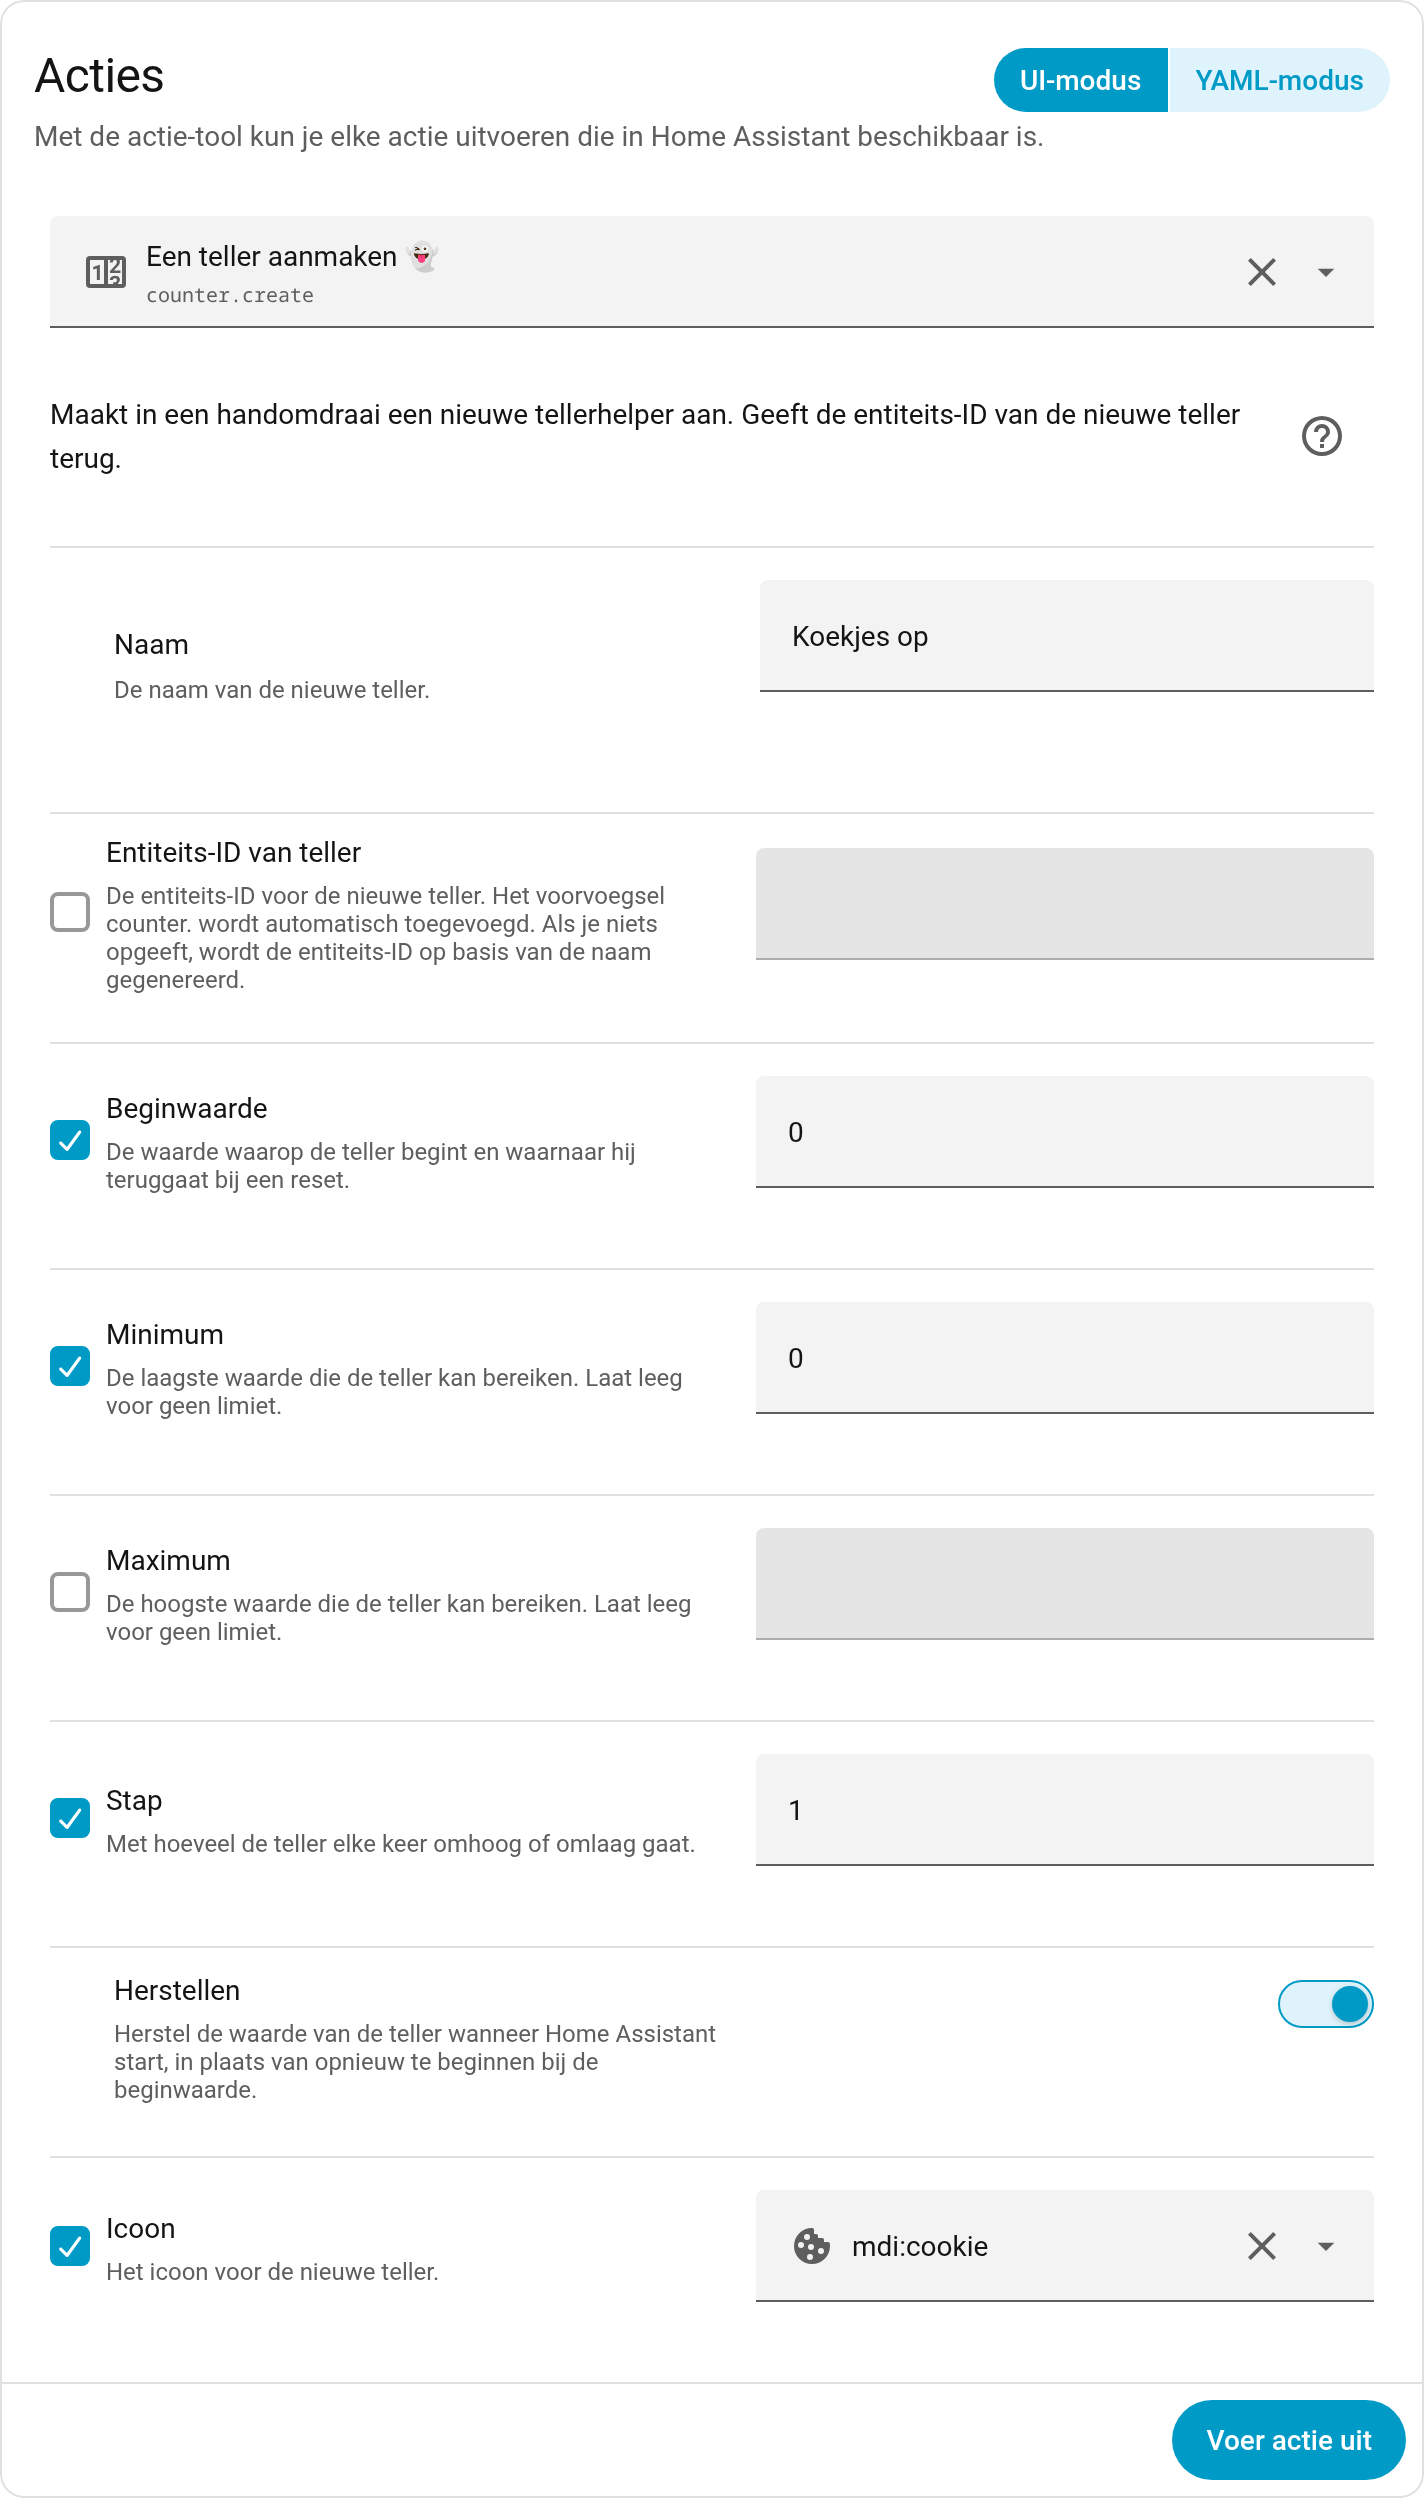 Acties
UI-modus
YAML-modus
Met de actie-tool kun je elke actie uitvoeren die in Home Assistant beschikbaar is.
Een teller aanmaken 👻
counter.create
Maakt in een handomdraai een nieuwe tellerhelper aan. Geeft de entiteits-ID van de nieuwe teller
terug.
Naam
De naam van de nieuwe teller.
Koekjes op
Entiteits-ID van teller
De entiteits-ID voor de nieuwe teller. Het voorvoegsel
counter. wordt automatisch toegevoegd. Als je niets
opgeeft, wordt de entiteits-ID op basis van de naam
gegenereerd.
Beginwaarde
De waarde waarop de teller begint en waarnaar hij
teruggaat bij een reset.
0
Minimum
De laagste waarde die de teller kan bereiken. Laat leeg
voor geen limiet.
0
Maximum
De hoogste waarde die de teller kan bereiken. Laat leeg
voor geen limiet.
Stap
Met hoeveel de teller elke keer omhoog of omlaag gaat.
1
Herstellen
Herstel de waarde van de teller wanneer Home Assistant
start, in plaats van opnieuw te beginnen bij de
beginwaarde.
Icoon
Het icoon voor de nieuwe teller.
mdi:cookie
Voer actie uit